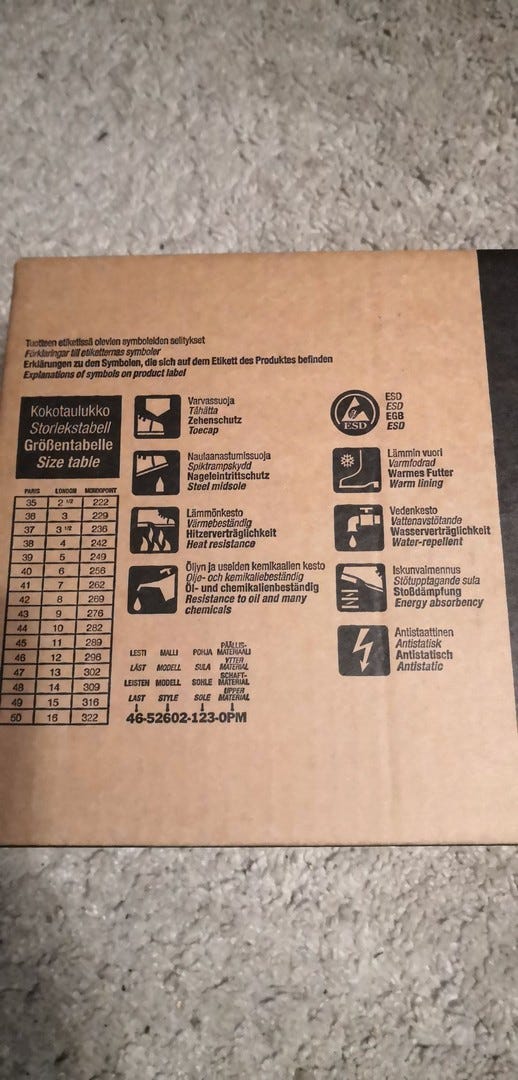 Tuotteen etiketissä olevien symboleiden selitykset
Förklaringar till etiketternas symboler
Erklärungen zu den Symbolen, die sich auf dem Etikett des Produktes befinden
Explanations of symbols on product label
Kokotaulukko
Storlekstabell
Größentabelle
Size table
PARIS LONDON MONDOPOINT
35 2 1/2 222
36 3 229
37 3 1/2 236
38 4 242
39 5 249
40 6 256
41 7 262
42 8 269
43 9 276
44 10 282
45 11 289
46 12 296
47 13 302
48 14 309
49 15 316
50 16 322
Varvassuoja
Tåhätta
Zehenschutz
Toecap
Naulaanastumissuoja
Spiktrampskydd
Nageleintrittschutz
Steel midsole
Lämmönkesto
Värmebeständig
Hitzerverträglichkeit
Heat resistance
Öljyn ja useiden kemikaalien kesto
Olje- och kemikaliebeständig
Öl- und chemikalienbeständig
Resistance to oil and many
chemicals
ESD
ESD
ESD
EGB
ESD
Lämmin vuori
Varmfodrad
Warmes Futter
Warm lining
Vedenkesto
Vattenavstötande
Wasserverträglichkeit
Water-repellent
Iskunvaimennus
Stötupptagande sula
Stoßdämpfung
Energy absorbency
Antistaattinen
Antistatisk
Antistatisch
Antistatic
LESTI MALLI POHJA PÄÄLLIS-MATERIAALI
LÄST MODELL SULA YTTER MATERIAL
LEISTEN MODELL SOHLE SCHAFT-MATERIAL
LAST STYLE SOLE UPPER MATERIAL
46-52602-123-0PM